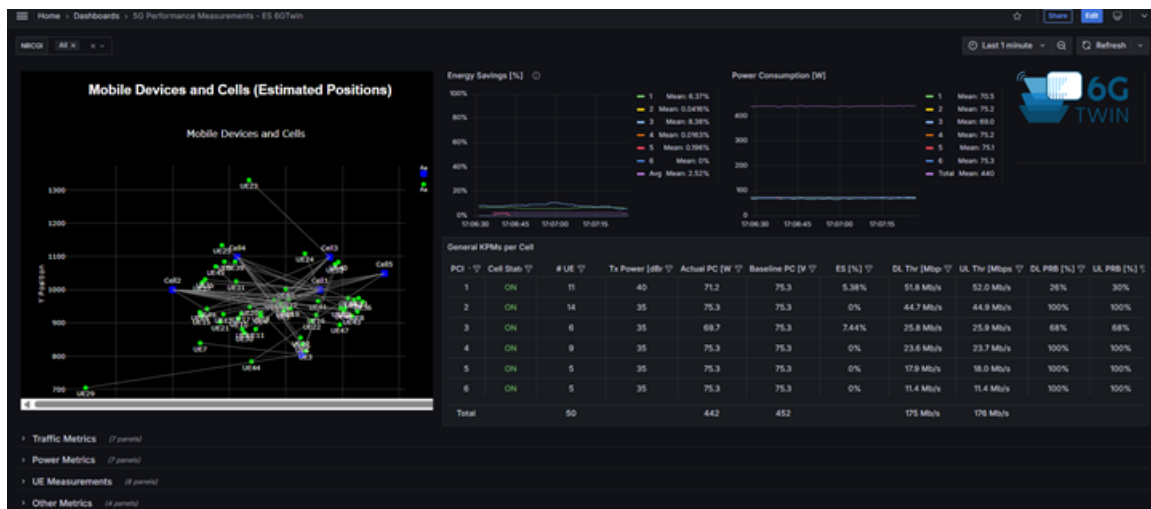 Home › Dashboards › 5G Performance Measurements - ES 6GTwin
Share
Edit
NRCGI
All ×
Last 1 minute
Refresh
Mobile Devices and Cells (Estimated Positions)
Mobile Devices and Cells
Y Position
1300
1200
1100
1000
900
800
700
UE23
Cell4
Cell3
UE24
Cell5
Cell2
UE31
Cell1
UE21
UE22
UE47
UE7
UE44
UE29
Energy Savings [%]
100%
80%
60%
40%
20%
0%
17:06:30 17:06:45 17:07:00 17:07:15
1 Mean: 6.37%
2 Mean: 0.0416%
3 Mean: 8.38%
4 Mean: 0.0163%
5 Mean: 0.196%
6 Mean: 0%
Avg Mean: 2.52%
Power Consumption [W]
400
300
200
100
0
17:06:30 17:06:45 17:07:00 17:07:15
1 Mean: 70.5
2 Mean: 75.2
3 Mean: 69.0
4 Mean: 75.2
5 Mean: 75.1
6 Mean: 75.3
Total Mean: 440
6G
TWIN
General KPMs per Cell
PCI Cell Stat # UE Tx Power [dBr Actual PC [W Baseline PC [W ES [%] DL Thr [Mbp UL Thr [Mbps DL PRB [%] UL PRB [%]
1 ON 11 40 71.2 75.3 5.38% 51.8 Mb/s 52.0 Mb/s 26% 30%
2 ON 14 35 75.3 75.3 0% 44.7 Mb/s 44.9 Mb/s 100% 100%
3 ON 6 35 69.7 75.3 7.44% 25.8 Mb/s 25.9 Mb/s 68% 68%
4 ON 9 35 75.3 75.3 0% 23.6 Mb/s 23.7 Mb/s 100% 100%
5 ON 5 35 75.3 75.3 0% 17.9 Mb/s 18.0 Mb/s 100% 100%
6 ON 5 35 75.3 75.3 0% 11.4 Mb/s 11.4 Mb/s 100% 100%
Total 50 442 452 175 Mb/s 176 Mb/s
› Traffic Metrics (7 panels)
› Power Metrics (7 panels)
› UE Measurements (8 panels)
› Other Metrics (4 panels)